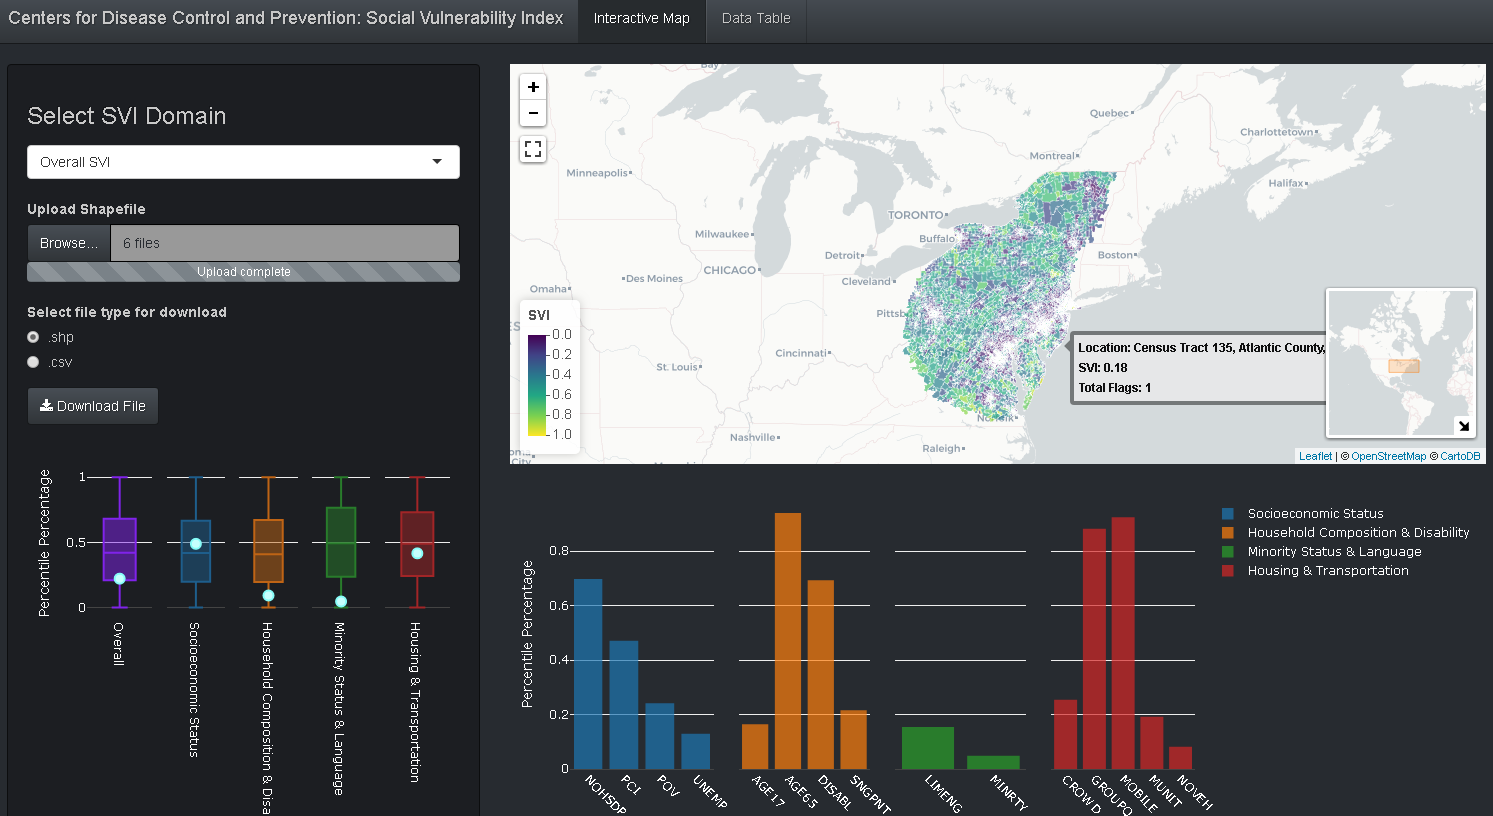 Centers for Disease Control and Prevention: Social Vulnerability Index
Interactive Map
Data Table
Select SVI Domain
Overall SVI
Upload Shapefile
Browse...
6 files
Upload complete
Select file type for download
.shp
.csv
Download File
Percentile Percentage
1
0.5
0
Overall
Socioeconomic Status
Household Composition & Disa
Minority Status & Language
Housing & Transportation
+
−
Bay
Quebec
Charlottetown
Montreal
Minneapolis
Halifax
TORONTO
Milwaukee
Buffalo
Detroit
Boston
CHICAGO
Des Moines
Cleveland
Omaha
Pittsb
Cincinnati
St. Louis
Norfolk
Nashville
Raleigh
SVI
0.0
0.2
0.4
0.6
0.8
1.0
Location: Census Tract 135, Atlantic County,
SVI: 0.18
Total Flags: 1
Leaflet | © OpenStreetMap © CartoDB
Percentile Percentage
0.8
0.6
0.4
0.2
0
NOHSDP
PCI
POV
UNEMP
AGE17
AGE65
DISABL
SNGPNT
LIMENG
MINRTY
CROWD
GROUPQ
MOBILE
MUNIT
NOVEH
Socioeconomic Status
Household Composition & Disability
Minority Status & Language
Housing & Transportation